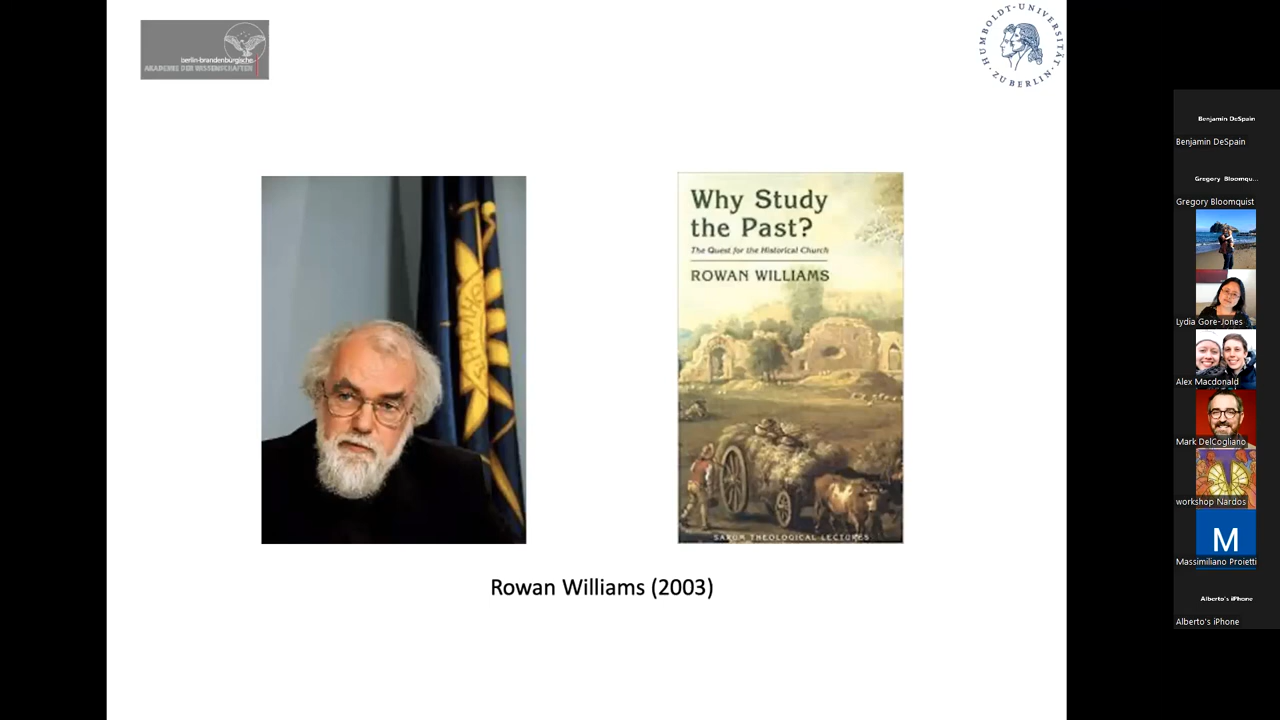 berlin-brandenburgische
AKADEMIE DER WISSENSCHAFTEN
HUMBOLDT-UNIVERSITÄT ZU BERLIN
Why Study
the Past?
The Quest for the Historical Church
ROWAN WILLIAMS
SARUM THEOLOGICAL LECTURES
Rowan Williams (2003)
Benjamin DeSpain
Benjamin DeSpain
Gregory Bloomqu...
Gregory Bloomquist
Lydia Gore-Jones
Alex Macdonald
Mark DelCogliano
workshop Nardos
M
Massimiliano Proietti
Alberto's iPhone
Alberto's iPhone